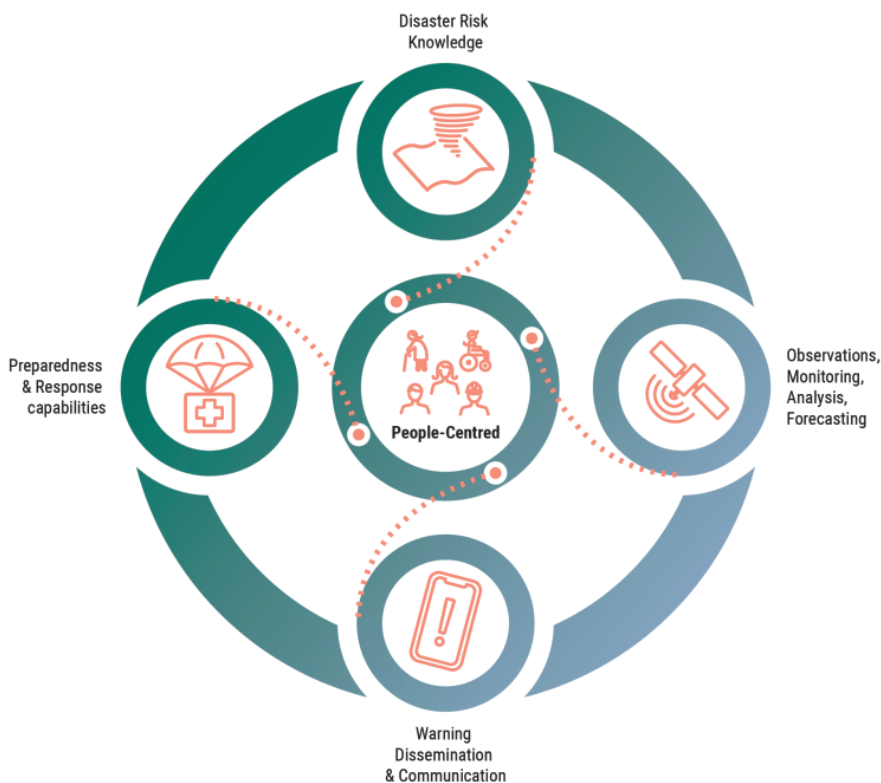 Disaster Risk
Knowledge
Preparedness
& Response
capabilities
People-Centred
Observations,
Monitoring,
Analysis,
Forecasting
Warning
Dissemination
& Communication